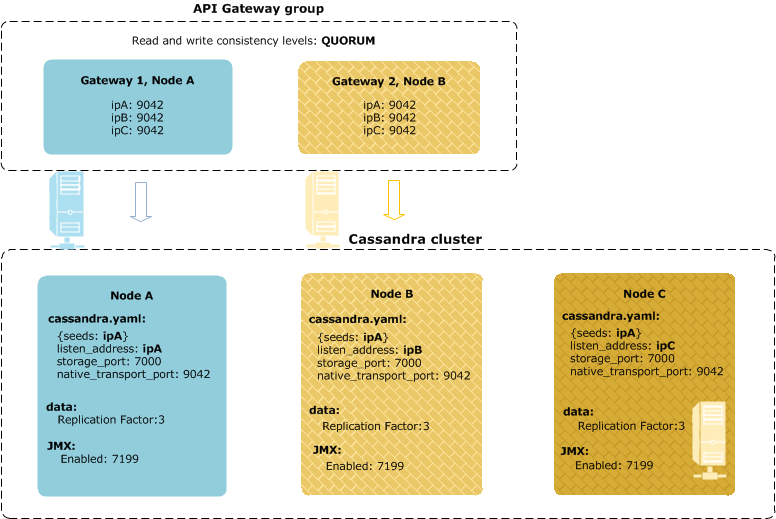 API Gateway group
Read and write consistency levels: QUORUM
Gateway 1, Node A
ipA: 9042
ipB: 9042
ipC: 9042
Gateway 2, Node B
ipA: 9042
ipB: 9042
ipC: 9042
Cassandra cluster
Node A
cassandra.yaml:
{seeds: ipA}
listen_address: ipA
storage_port: 7000
native_transport_port: 9042
data:
Replication Factor:3
JMX:
Enabled: 7199
Node B
cassandra.yaml:
{seeds: ipA}
listen_address: ipB
storage_port: 7000
native_transport_port: 9042
data:
Replication Factor:3
JMX:
Enabled: 7199
Node C
cassandra.yaml:
{seeds: ipA}
listen_address: ipC
storage_port: 7000
native_transport_port: 9042
data:
Replication Factor:3
JMX:
Enabled: 7199